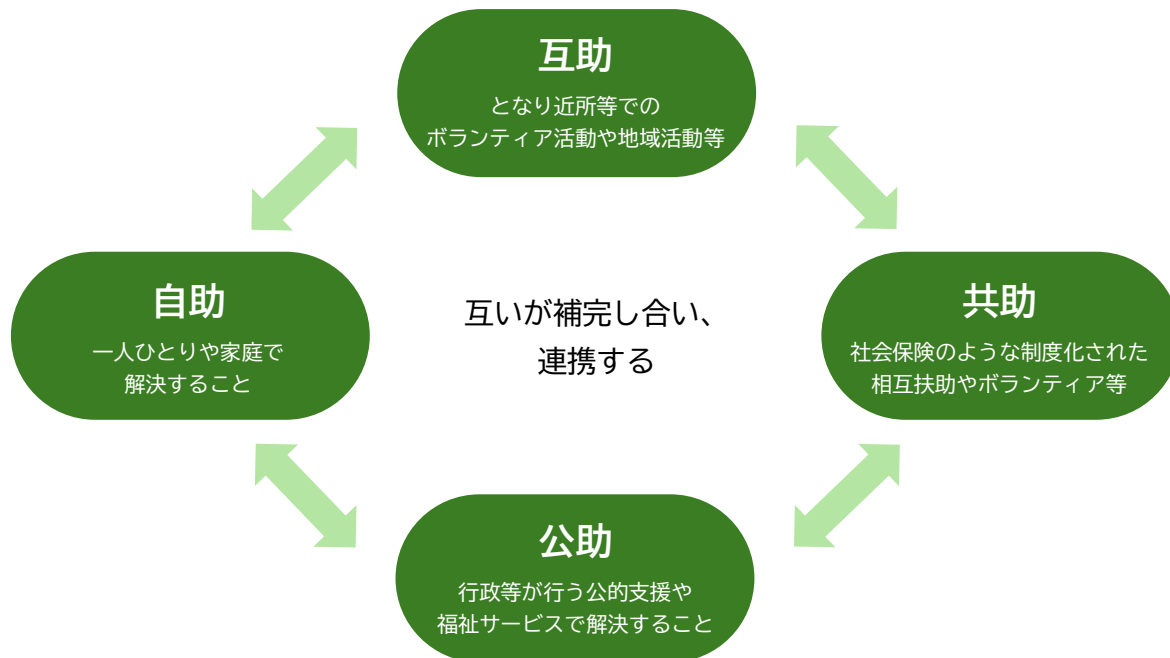 互助
となり近所等での
ボランティア活動や地域活動等
自助
一人ひとりや家庭で
解決すること
互いが補完し合い、
連携する
共助
社会保険のような制度化された
相互扶助やボランティア等
公助
行政等が行う公的支援や
福祉サービスで解決すること